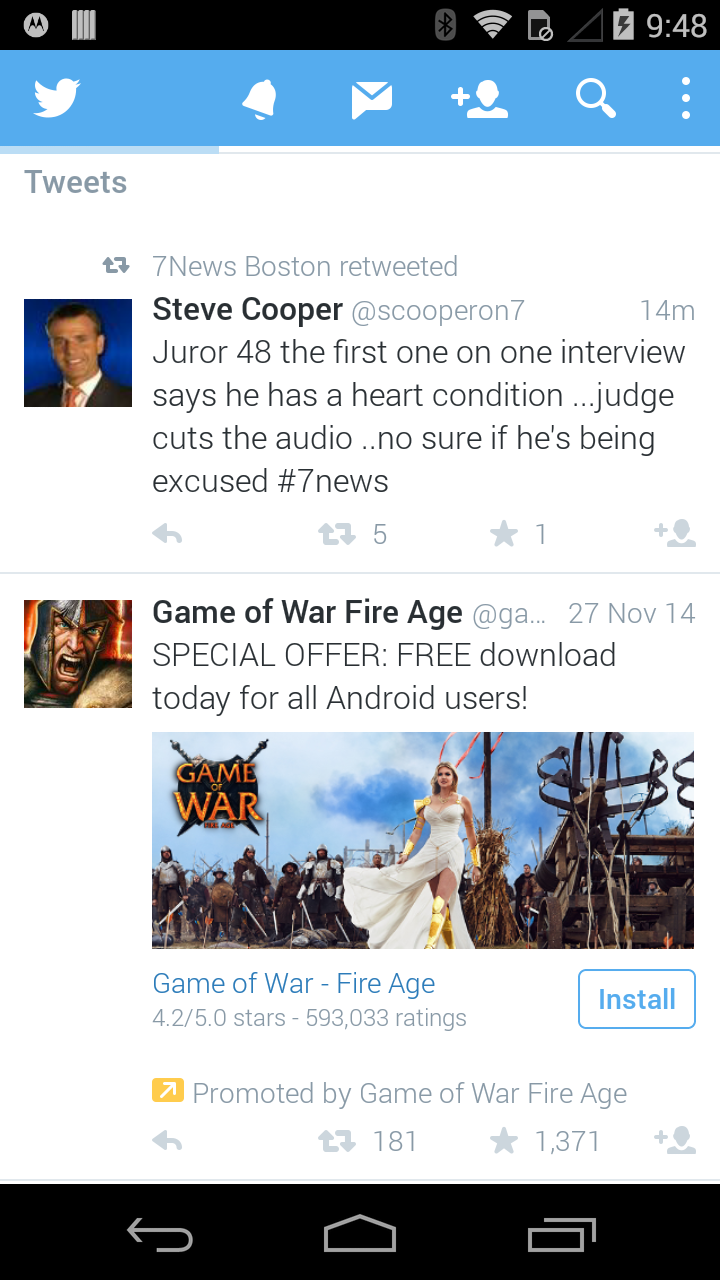 9:48
Tweets
7News Boston retweeted
Steve Cooper @scooperon7 14m
Juror 48 the first one on one interview
says he has a heart condition ...judge
cuts the audio ..no sure if he's being
excused #7news
5 1
Game of War Fire Age @ga... 27 Nov 14
SPECIAL OFFER: FREE download
today for all Android users!
GAME
OF
WAR
FIRE AGE
Game of War - Fire Age
4.2/5.0 stars - 593,033 ratings
Install
Promoted by Game of War Fire Age
181 1,371